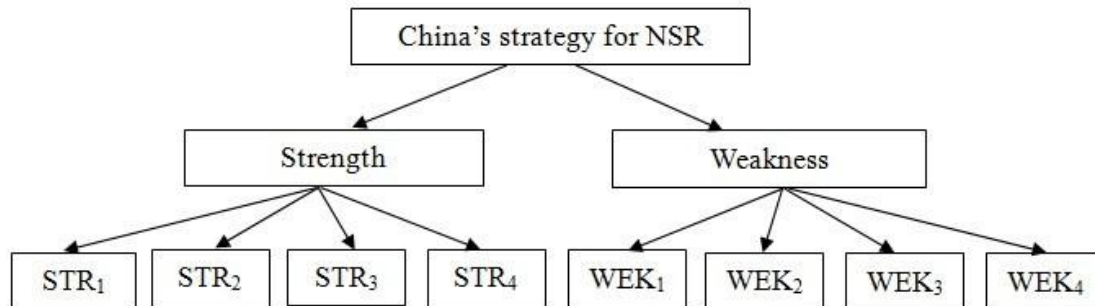 China’s strategy for NSR
Strength
Weakness
STR₁
STR₂
STR₃
STR₄
WEK₁
WEK₂
WEK₃
WEK₄